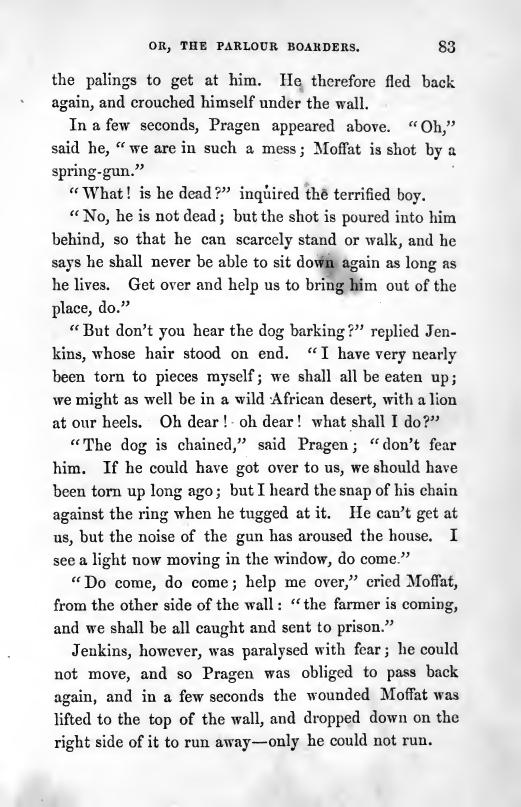 OR, THE PARLOUR BOARDERS. 83
the palings to get at him. He therefore fled back
again, and crouched himself under the wall.
In a few seconds, Pragen appeared above. “Oh,”
said he, “we are in such a mess; Moffat is shot by a
spring-gun.”
“What! is he dead?” inquired the terrified boy.
“No, he is not dead; but the shot is poured into him
behind, so that he can scarcely stand or walk, and he
says he shall never be able to sit down again as long as
he lives. Get over and help us to bring him out of the
place, do.”
“But don’t you hear the dog barking?” replied Jen-
kins, whose hair stood on end. “I have very nearly
been torn to pieces myself; we shall all be eaten up;
we might as well be in a wild African desert, with a lion
at our heels. Oh dear! oh dear! what shall I do?”
“The dog is chained,” said Pragen; “don’t fear
him. If he could have got over to us, we should have
been torn up long ago; but I heard the snap of his chain
against the ring when he tugged at it. He can’t get at
us, but the noise of the gun has aroused the house. I
see a light now moving in the window, do come.”
“Do come, do come; help me over,” cried Moffat,
from the other side of the wall: “the farmer is coming,
and we shall be all caught and sent to prison.”
Jenkins, however, was paralysed with fear; he could
not move, and so Pragen was obliged to pass back
again, and in a few seconds the wounded Moffat was
lifted to the top of the wall, and dropped down on the
right side of it to run away—only he could not run.